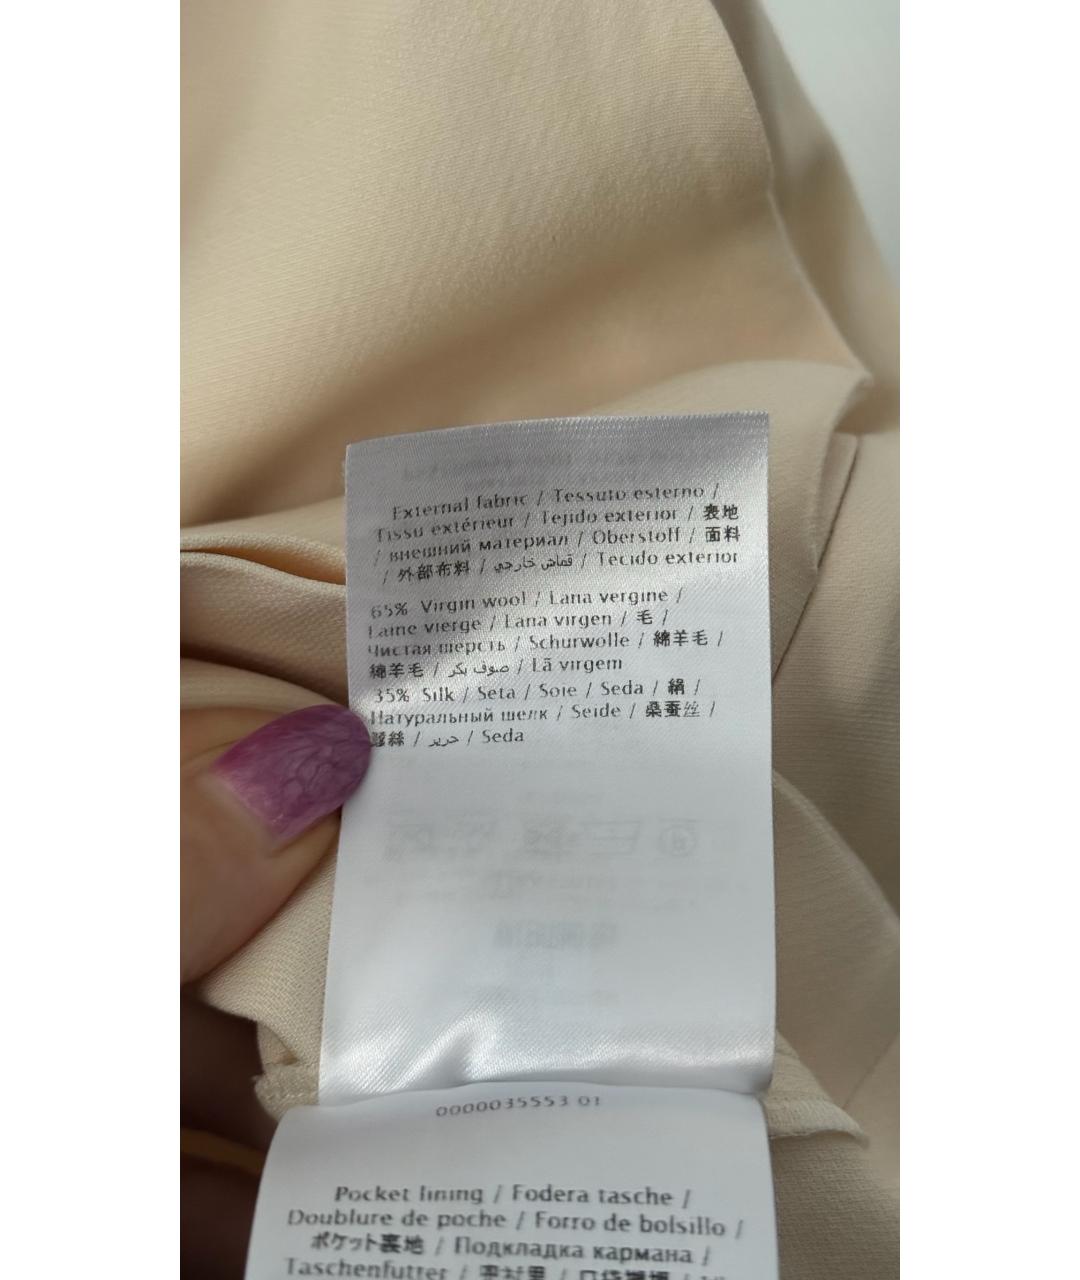 External fabric / Tessuto esterno /
Tissu extérieur / Tejido exterior / 表地
/ внешний материал / Oberstoff / 面料
/ 外部布料 / قماش خارجي / Tecido exterior
65% Virgin wool / Lana vergine /
Laine vierge / Lana virgen / 毛 /
Чистая шерсть / Schurwolle / 綿羊毛 /
綿羊毛 / صوف بكر / Lã virgem
35% Silk / Seta / Soie / Seda / 絹 /
Натуральный шелк / Seide / 桑蚕丝 /
蠶絲 / حرير / Seda
0000035553 01
Pocket lining / Fodera tasche /
Doublure de poche / Forro de bolsillo /
ポケット裏地 / Подкладка кармана /
Taschenfutter /